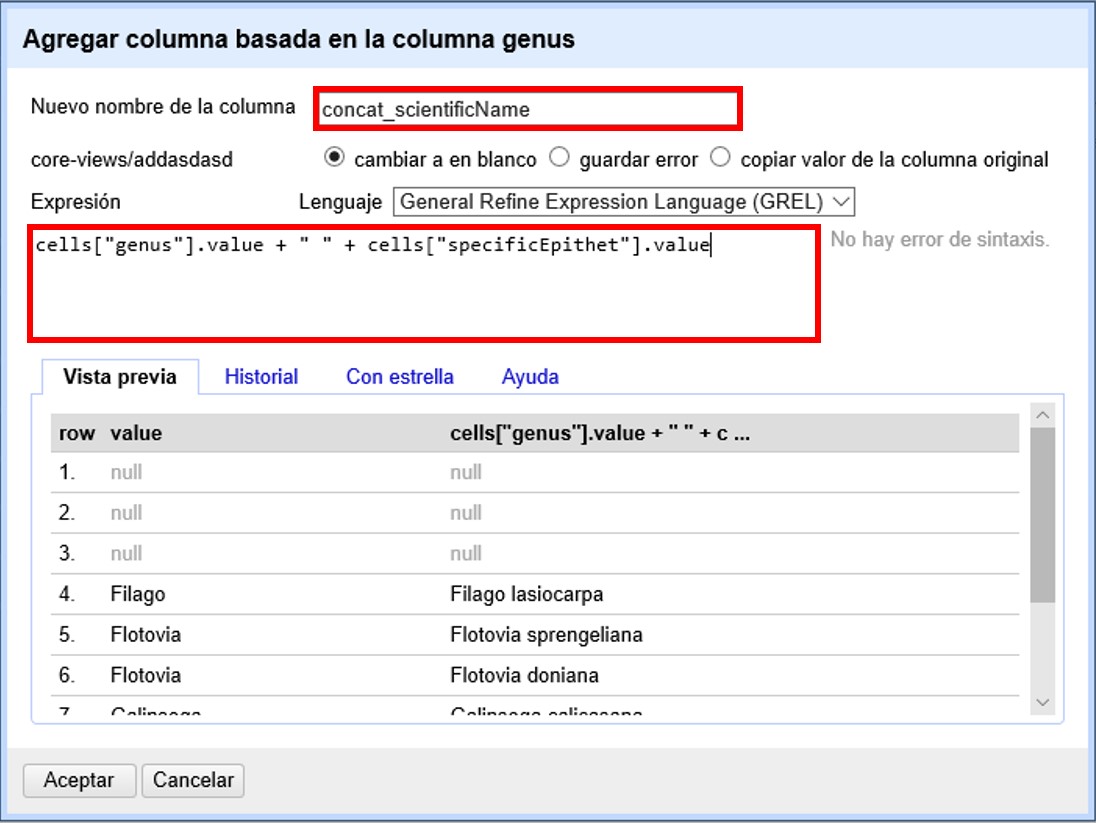 Agregar columna basada en la columna genus
Nuevo nombre de la columna concat_scientificName
core-views/addasdasd cambiar a en blanco guardar error copiar valor de la columna original
Expresión Lenguaje General Refine Expression Language (GREL)
cells["genus"].value + " " + cells["specificEpithet"].value No hay error de sintaxis.
Vista previa Historial Con estrella Ayuda
row value cells["genus"].value + " " + c ...
1. null null
2. null null
3. null null
4. Filago Filago lasiocarpa
5. Flotovia Flotovia sprengeliana
6. Flotovia Flotovia doniana
7.
Aceptar Cancelar